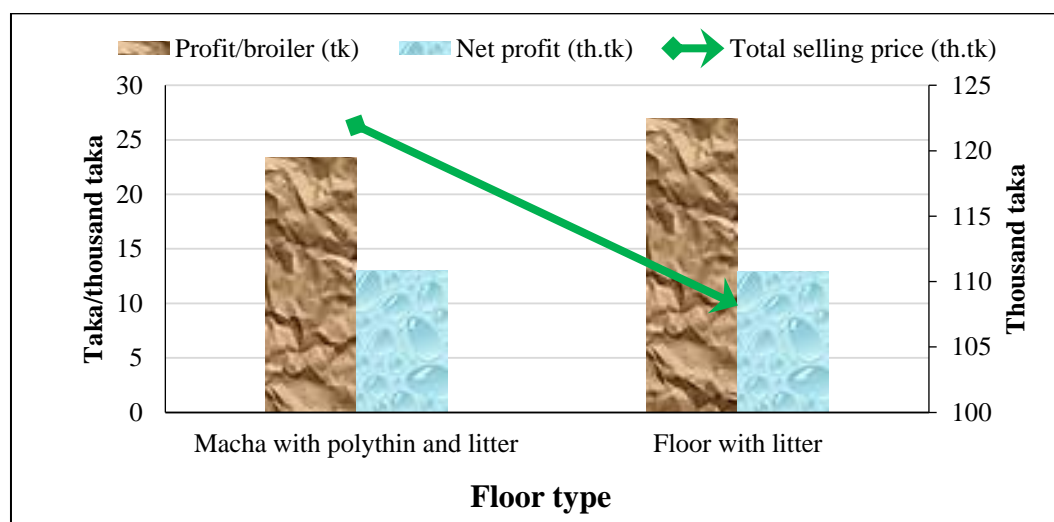 Profit/broiler (tk) Net profit (th.tk) Total selling price (th.tk)
Taka/thousand taka
30
25
20
15
10
5
0
125
120
115
110
105
100
Thousand taka
Macha with polythin and litter Floor with litter
Floor type